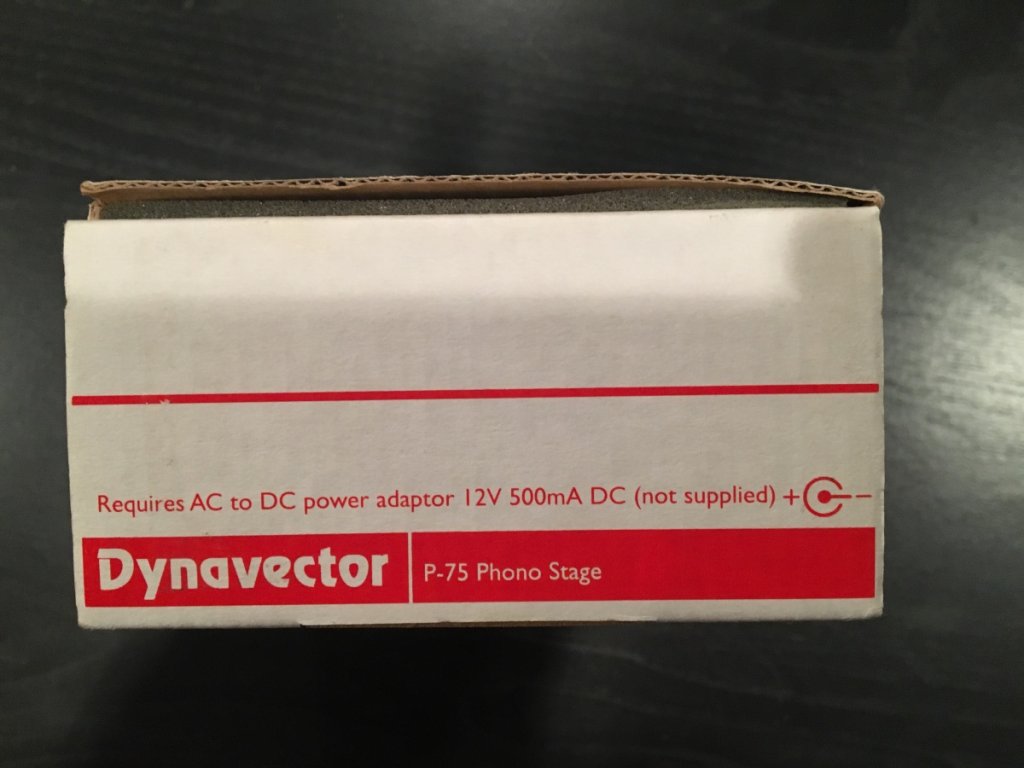 Requires AC to DC power adaptor 12V 500mA DC (not supplied) + −
Dynavector P-75 Phono Stage